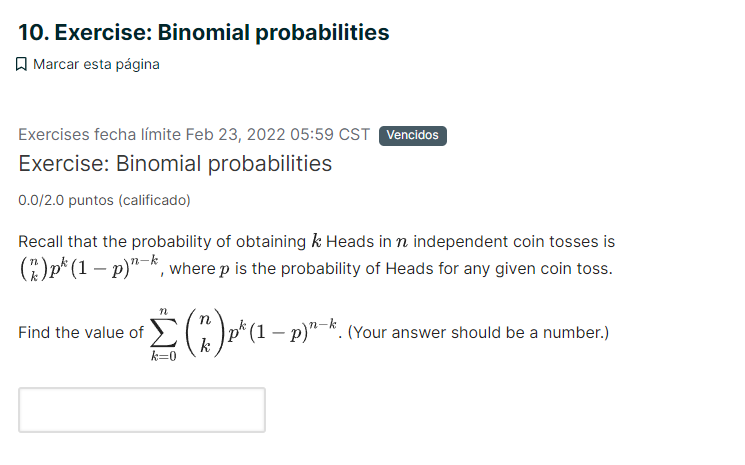 10. Exercise: Binomial probabilities
Marcar esta página
Exercises fecha límite Feb 23, 2022 05:59 CST Vencidos
Exercise: Binomial probabilities
0.0/2.0 puntos (calificado)
Recall that the probability of obtaining k Heads in n independent coin tosses is
$\binom{n}{k}p^k(1-p)^{n-k}$, where p is the probability of Heads for any given coin toss.
Find the value of $\sum_{k=0}^{n}\binom{n}{k}p^k(1-p)^{n-k}$. (Your answer should be a number.)